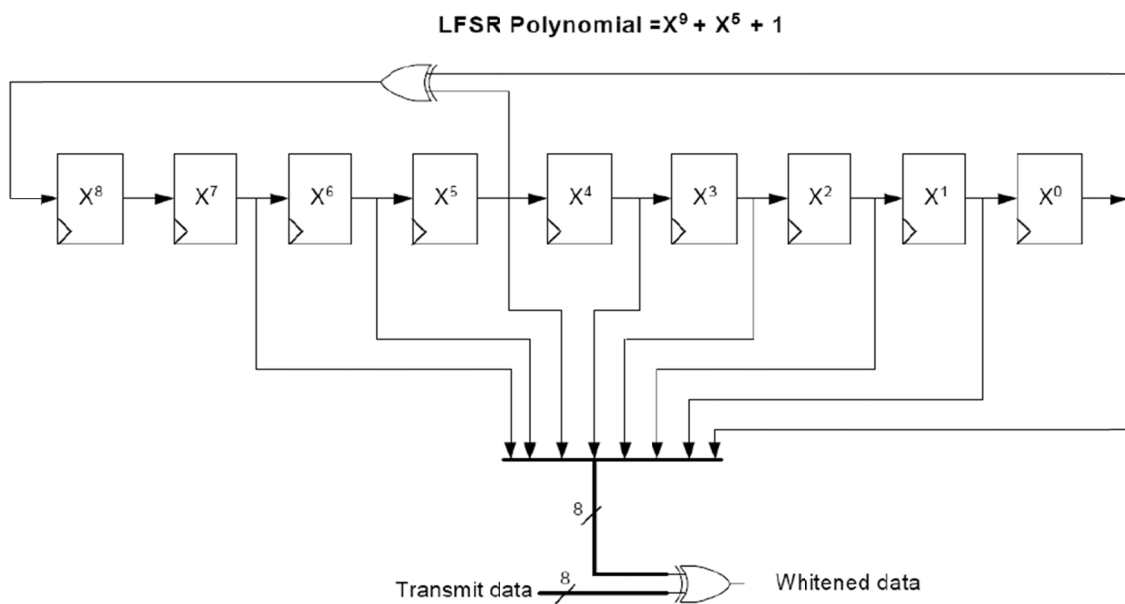 LFSR Polynomial =X⁹ + X⁵ + 1
X⁸ X⁷ X⁶ X⁵ X⁴ X³ X² X¹ X⁰
8
8
Transmit data
Whitened data